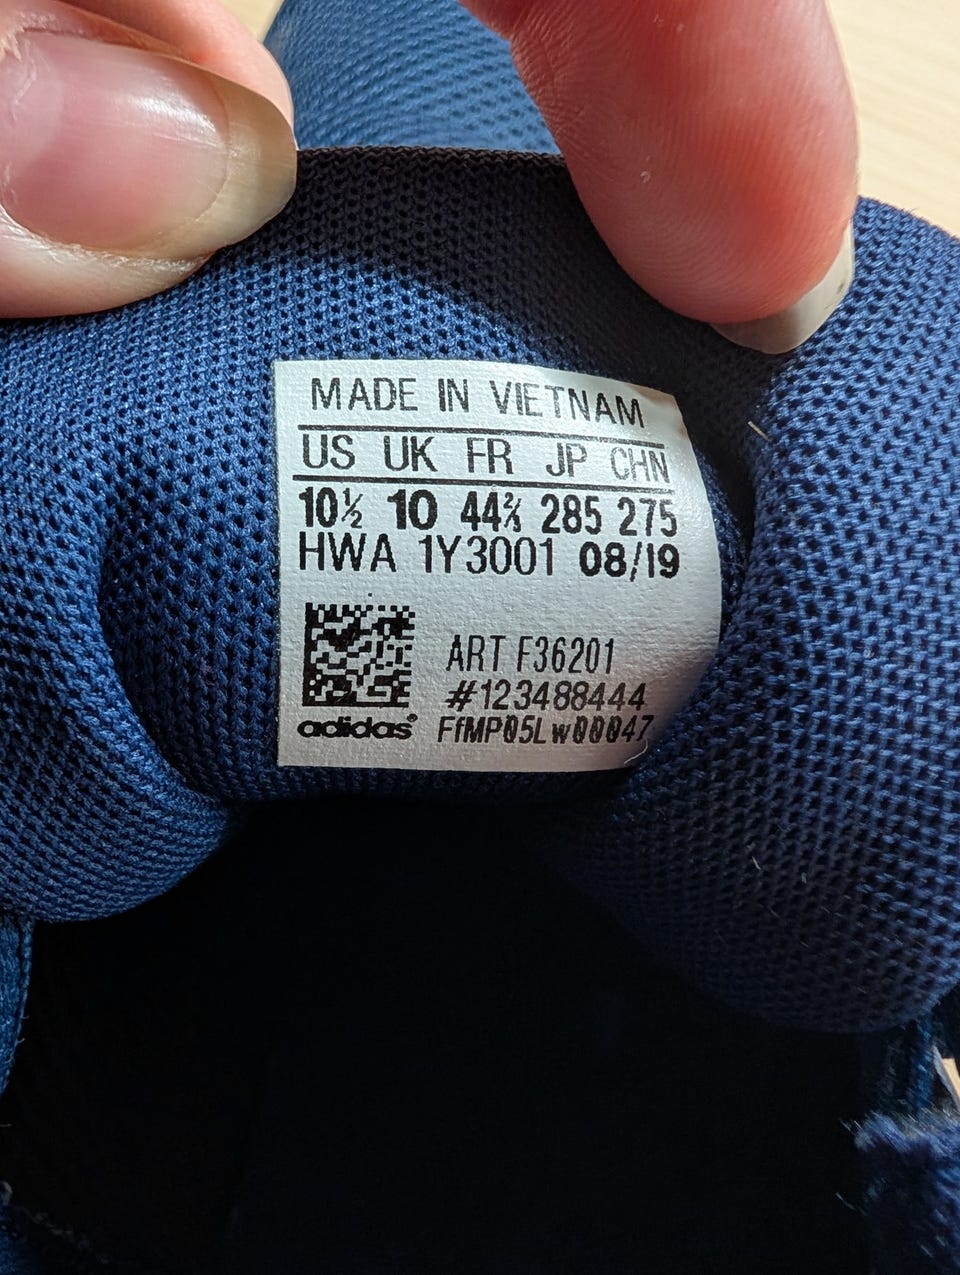 MADE IN VIETNAM
US UK FR JP CHN
10½ 10 44⅔ 285 275
HWA 1Y3001 08/19
ART F36201
#123488444
adidas® FfMP05Lw00047